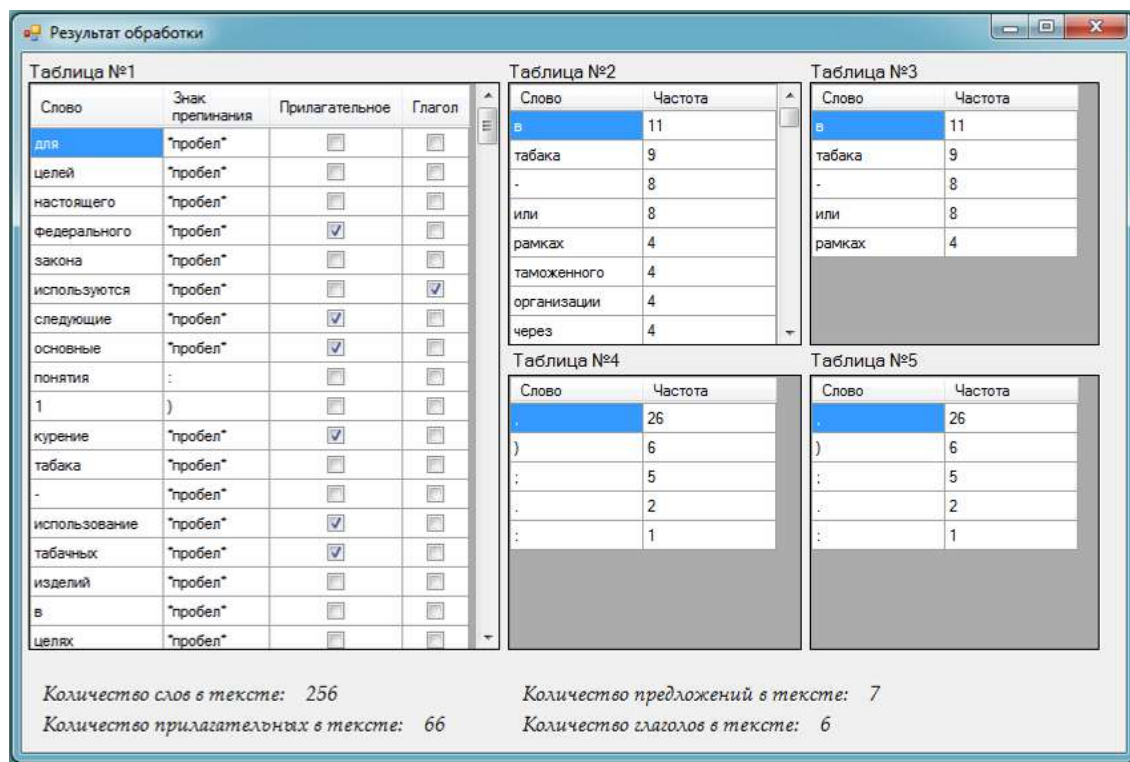 Результат обработки
Таблица №1
Слово Знак препинания Прилагательное Глагол
для "пробел"
целей "пробел"
настоящего "пробел"
федерального "пробел"
закона "пробел"
используются "пробел"
следующие "пробел"
основные "пробел"
понятия :
1 )
курение "пробел"
табака "пробел"
- "пробел"
использование "пробел"
табачных "пробел"
изделий "пробел"
в "пробел"
целях "пробел"
Таблица №2
Слово Частота
в 11
табака 9
- 8
или 8
рамках 4
таможенного 4
организации 4
через 4
Таблица №3
Слово Частота
в 11
табака 9
- 8
или 8
рамках 4
Таблица №4
Слово Частота
, 26
) 6
; 5
. 2
: 1
Таблица №5
Слово Частота
, 26
) 6
; 5
. 2
: 1
Количество слов в тексте: 256
Количество предложений в тексте: 7
Количество прилагательных в тексте: 66
Количество глаголов в тексте: 6